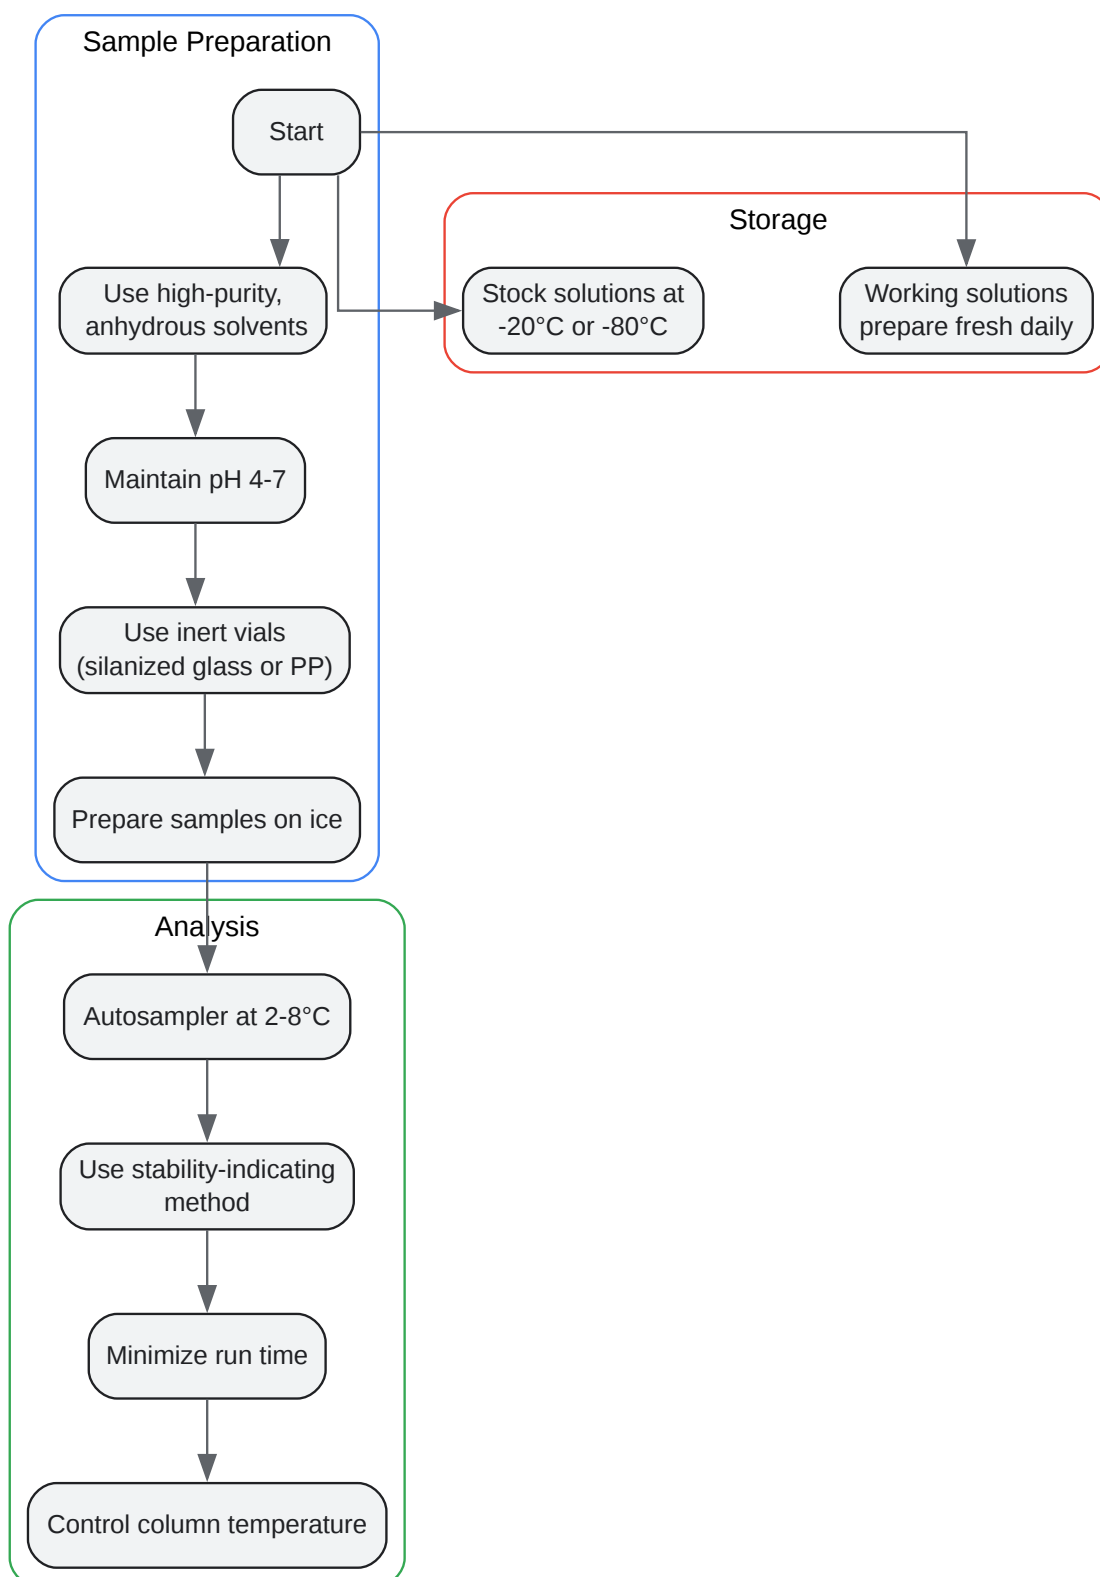 Sample Preparation
Start
Storage
Use high-purity,
anhydrous solvents
Stock solutions at
-20°C or -80°C
Working solutions
prepare fresh daily
Maintain pH 4-7
Use inert vials
(silanized glass or PP)
Prepare samples on ice
Analysis
Autosampler at 2-8°C
Use stability-indicating
method
Minimize run time
Control column temperature